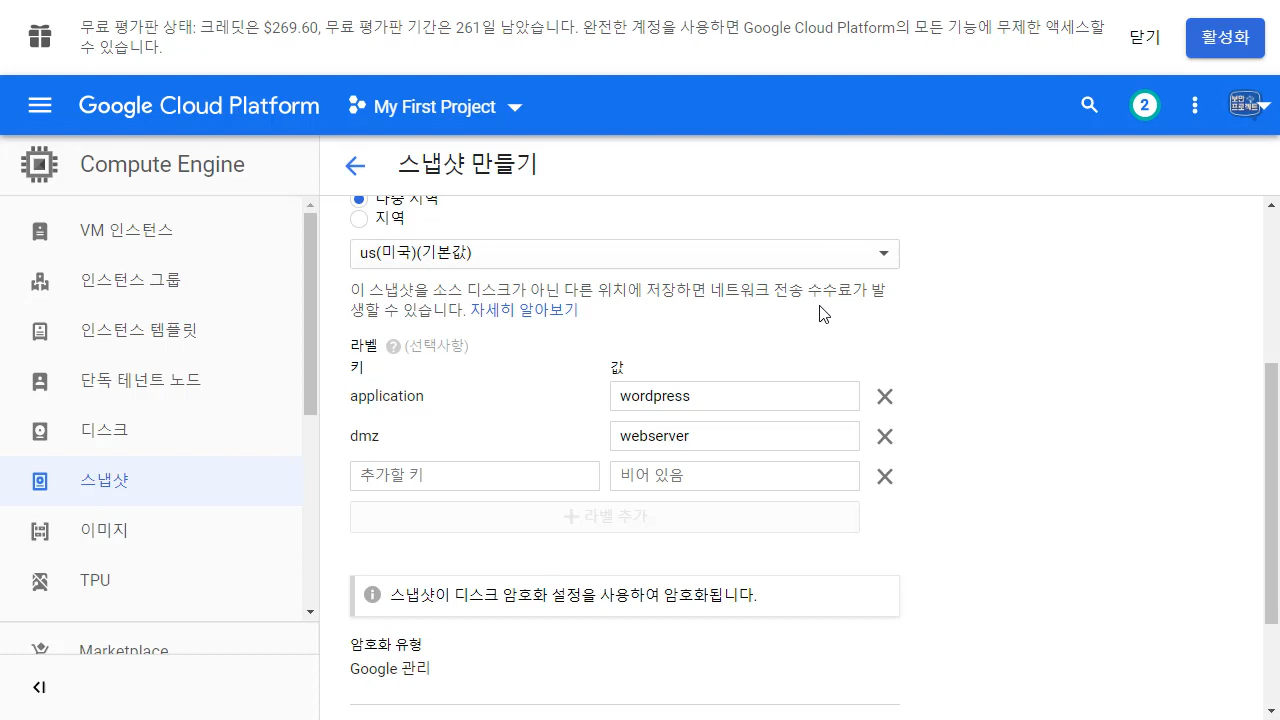 무료 평가판 상태: 크레딧은 $269.60, 무료 평가판 기간은 261일 남았습니다. 완전한 계정을 사용하면 Google Cloud Platform의 모든 기능에 무제한 액세스할
수 있습니다.
닫기
활성화
Google Cloud Platform
My First Project
2
보안
프로젝트
Compute Engine
스냅샷 만들기
VM 인스턴스
인스턴스 그룹
인스턴스 템플릿
단독 테넌트 노드
디스크
스냅샷
이미지
TPU
Marketplace
다중 지역
지역
us(미국)(기본값)
이 스냅샷을 소스 디스크가 아닌 다른 위치에 저장하면 네트워크 전송 수수료가 발
생할 수 있습니다. 자세히 알아보기
라벨 ? (선택사항)
키 값
application wordpress
dmz webserver
추가할 키 비어 있음
라벨 추가
스냅샷이 디스크 암호화 설정을 사용하여 암호화됩니다.
암호화 유형
Google 관리